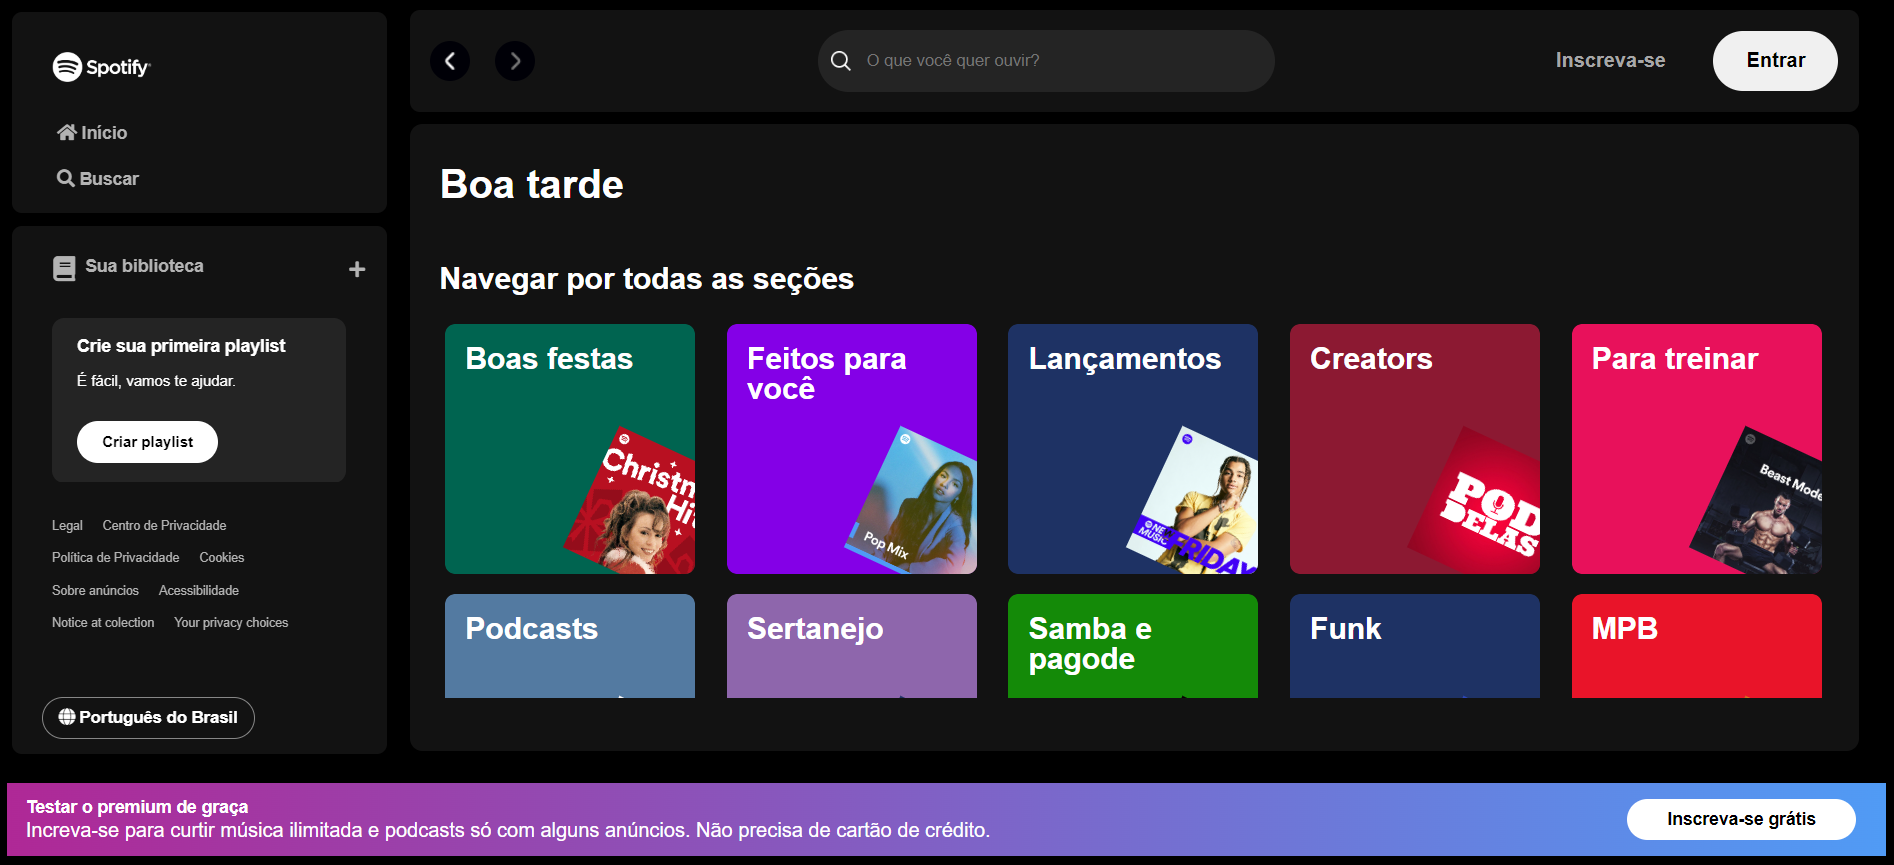 Spotify
Início
Buscar
Sua biblioteca
Crie sua primeira playlist
É fácil, vamos te ajudar.
Criar playlist
Legal Centro de Privacidade
Política de Privacidade Cookies
Sobre anúncios Acessibilidade
Notice at colection Your privacy choices
Português do Brasil
O que você quer ouvir?
Inscreva-se
Entrar
Boa tarde
Navegar por todas as seções
Boas festas
Christm
Hit
Feitos para
você
Pop Mix
Lançamentos
NE
MUSIC
FRIDAY
Creators
POD
DELAS
Para treinar
Beast Mode
Podcasts
Sertanejo
Samba e
pagode
Funk
MPB
Testar o premium de graça
Increva-se para curtir música ilimitada e podcasts só com alguns anúncios. Não precisa de cartão de crédito.
Inscreva-se grátis